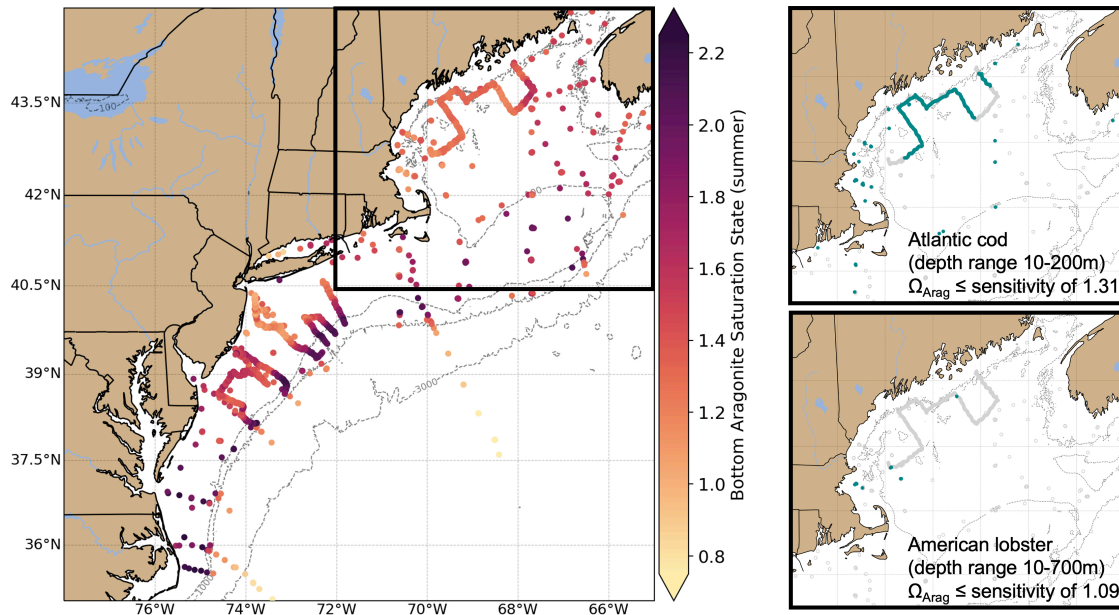 43.5°N
42°N
40.5°N
39°N
37.5°N
36°N
76°W
74°W
72°W
70°W
68°W
66°W
100
3000
1000
2.2
2.0
1.8
1.6
1.4
1.2
1.0
0.8
Bottom Aragonite Saturation State (summer)
Atlantic cod
(depth range 10-200m)
ΩArag ≤ sensitivity of 1.31
American lobster
(depth range 10-700m)
ΩArag ≤ sensitivity of 1.09